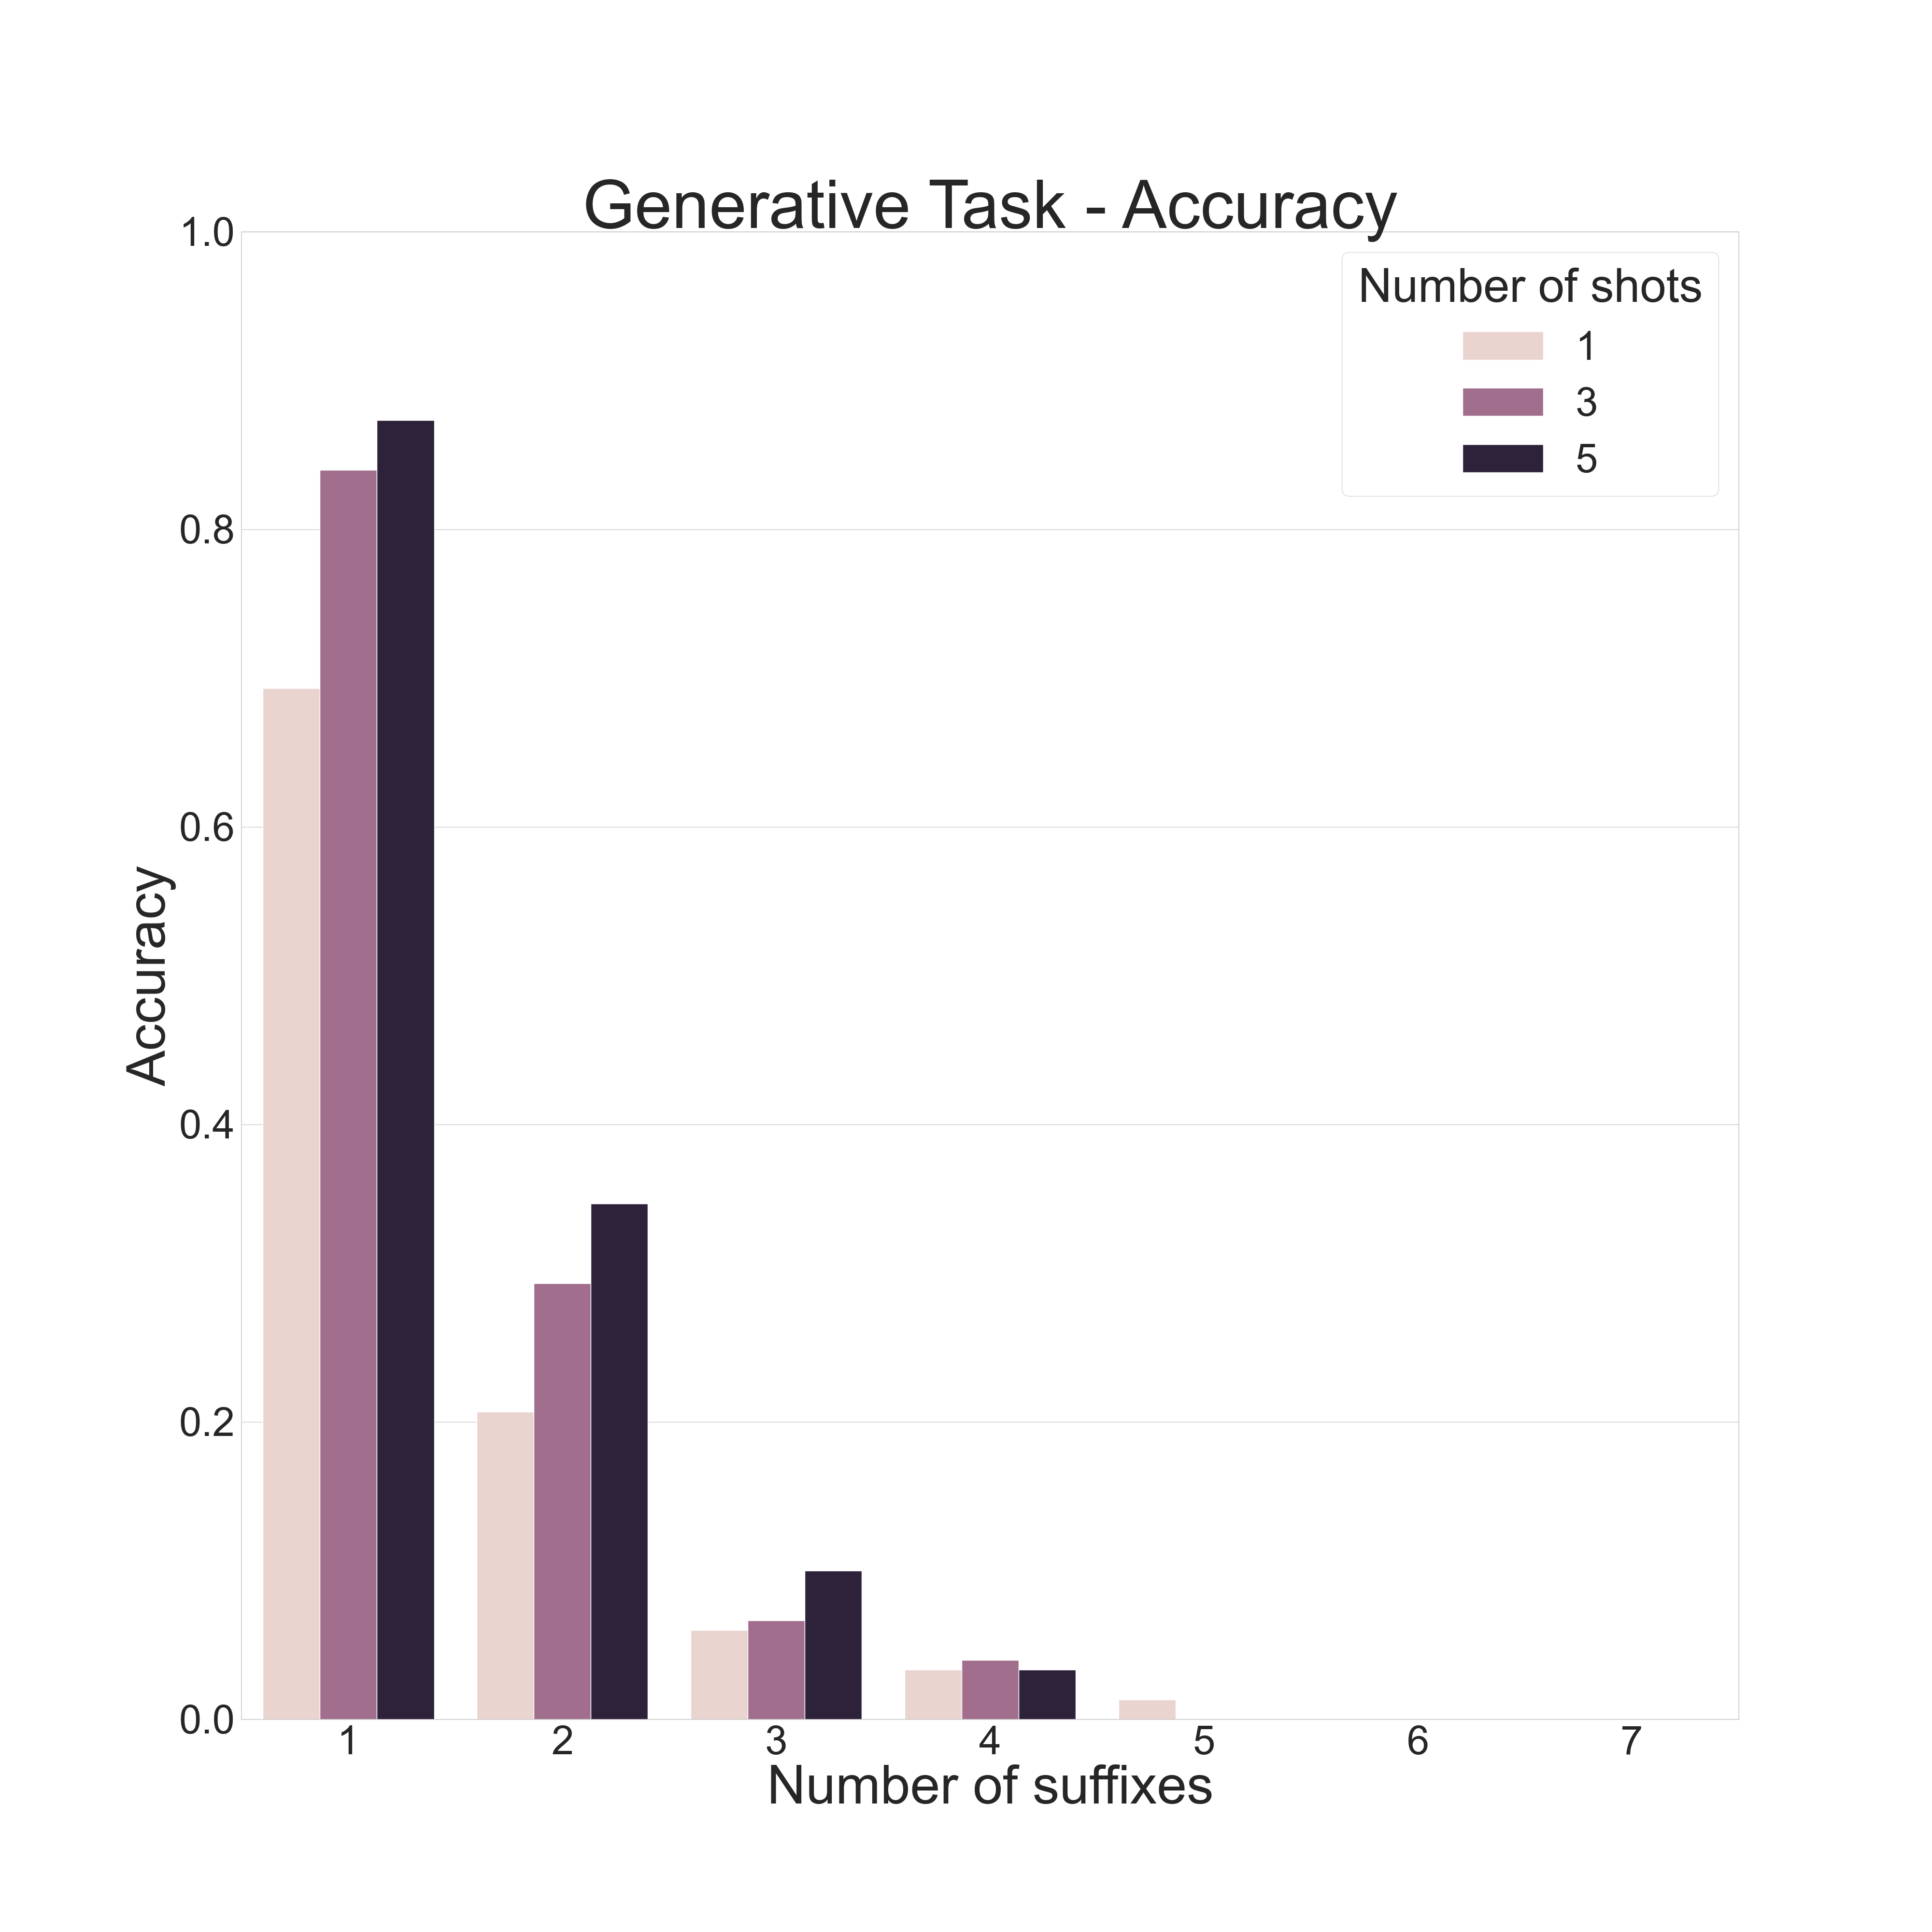 Generative Task - Accuracy
1.0
0.8
0.6
0.4
0.2
0.0
Accuracy
Number of shots
1
3
5
1 2 3 4 5 6 7
Number of suffixes